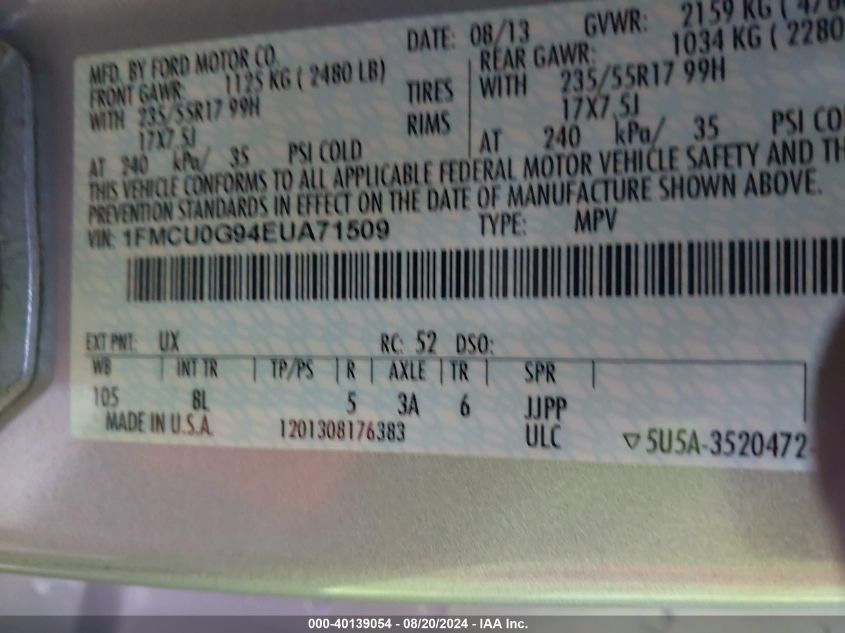 MFD. BY FORD MOTOR CO. DATE: 08/13 GVWR: 2159 KG (
FRONT GAWR: 1125 KG ( 2480 LB) REAR GAWR: 1034 KG ( 2280
WITH 235/55R17 99H TIRES WITH 235/55R17 99H
17X7.5J RIMS 17X7.5J
AT 240 kPa/ 35 PSI COLD AT 240 kPa/ 35 PSI
THIS VEHICLE CONFORMS TO ALL APPLICABLE FEDERAL MOTOR VEHICLE SAFETY AND
PREVENTION STANDARDS IN EFFECT ON THE DATE OF MANUFACTURE SHOWN ABOVE.
VIN: 1FMCU0G94EUA71509 TYPE: MPV
EXT PNT: UX RC: 52 DSO:
WB INT TR TP/PS R AXLE TR SPR
105 8L 5 3A 6 JJPP
MADE IN U.S.A. 1201308176383 ULC ▽5U5A-3520472
000-40139054 - 08/20/2024 - IAA Inc.